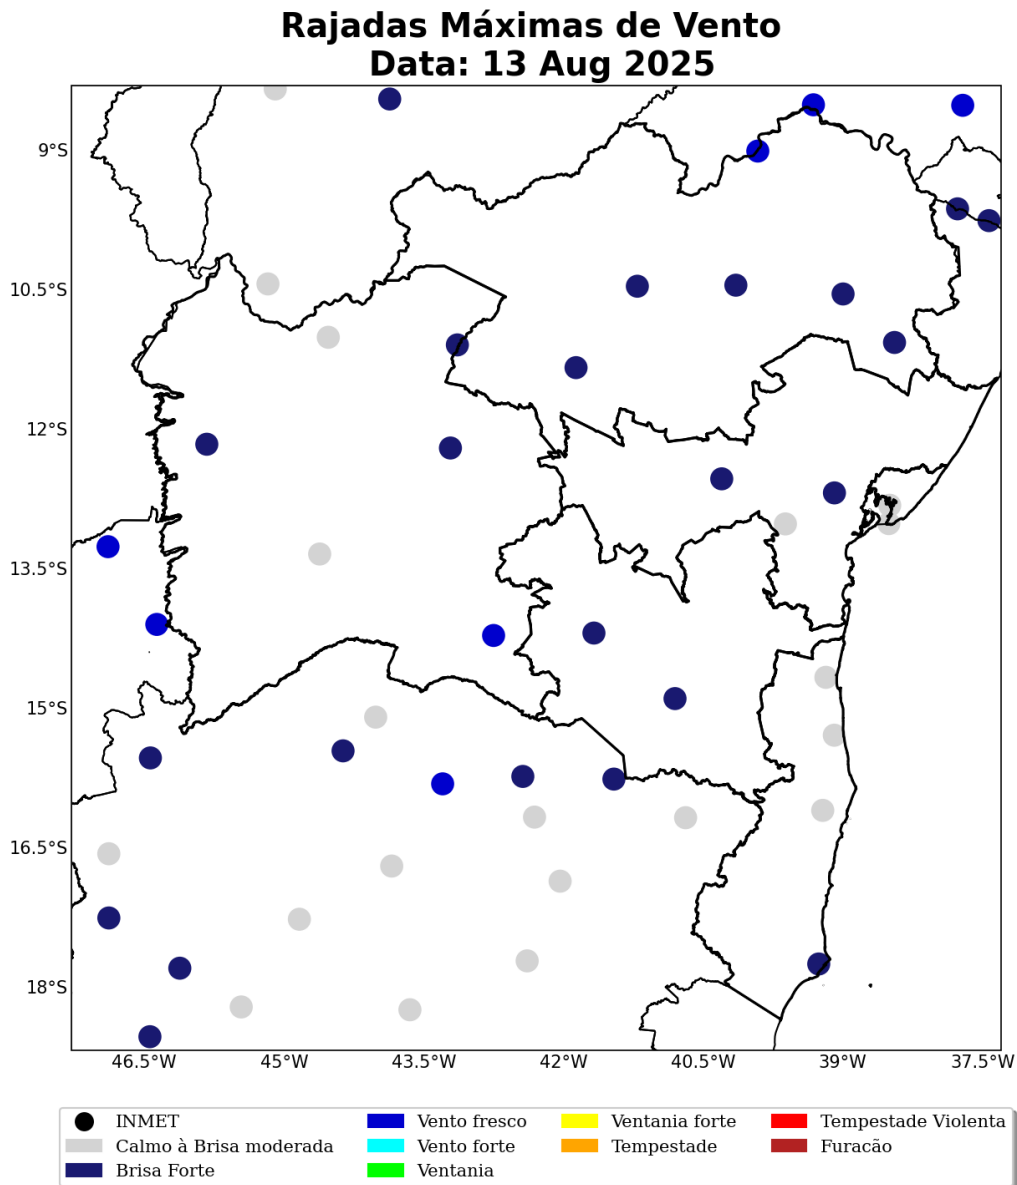 Rajadas Máximas de Vento
Data: 13 Aug 2025
9°S
10.5°S
12°S
13.5°S
15°S
16.5°S
18°S
46.5°W 45°W 43.5°W 42°W 40.5°W 39°W 37.5°W
INMET
Calmo à Brisa moderada
Brisa Forte
Vento fresco
Vento forte
Ventania
Ventania forte
Tempestade
Tempestade Violenta
Furacão